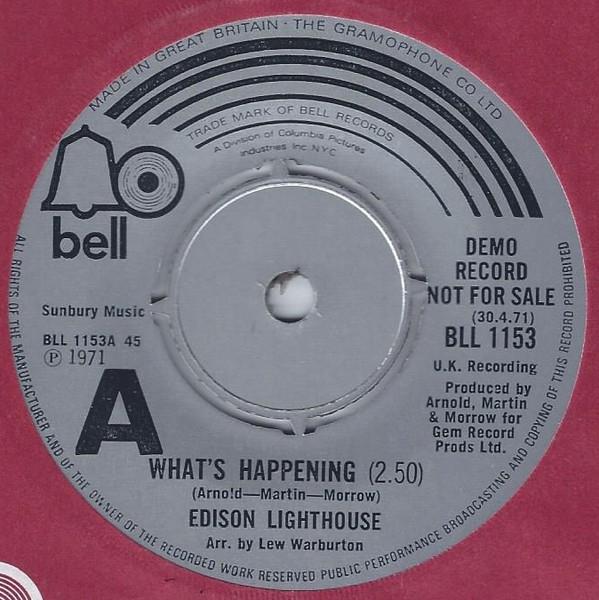 MADE IN GREAT BRITAIN · THE GRAMOPHONE CO LTD
TRADE MARK OF BELL RECORDS
A Division of Columbia Pictures
Industries Inc N.Y.C
bell
Sunbury Music
BLL 1153A 45
Ⓟ 1971
A
DEMO
RECORD
NOT FOR SALE
(30.4.71)
BLL 1153
U.K. Recording
Produced by
Arnold, Martin
& Morrow for
Gem Record
Prods Ltd.
WHAT'S HAPPENING (2.50)
(Arnold—Martin—Morrow)
EDISON LIGHTHOUSE
Arr. by Lew Warburton
ALL RIGHTS OF THE MANUFACTURER AND OF THE OWNER OF THE RECORDED WORK RESERVED PUBLIC PERFORMANCE BROADCASTING AND COPYING OF THIS RECORD PROHIBITED